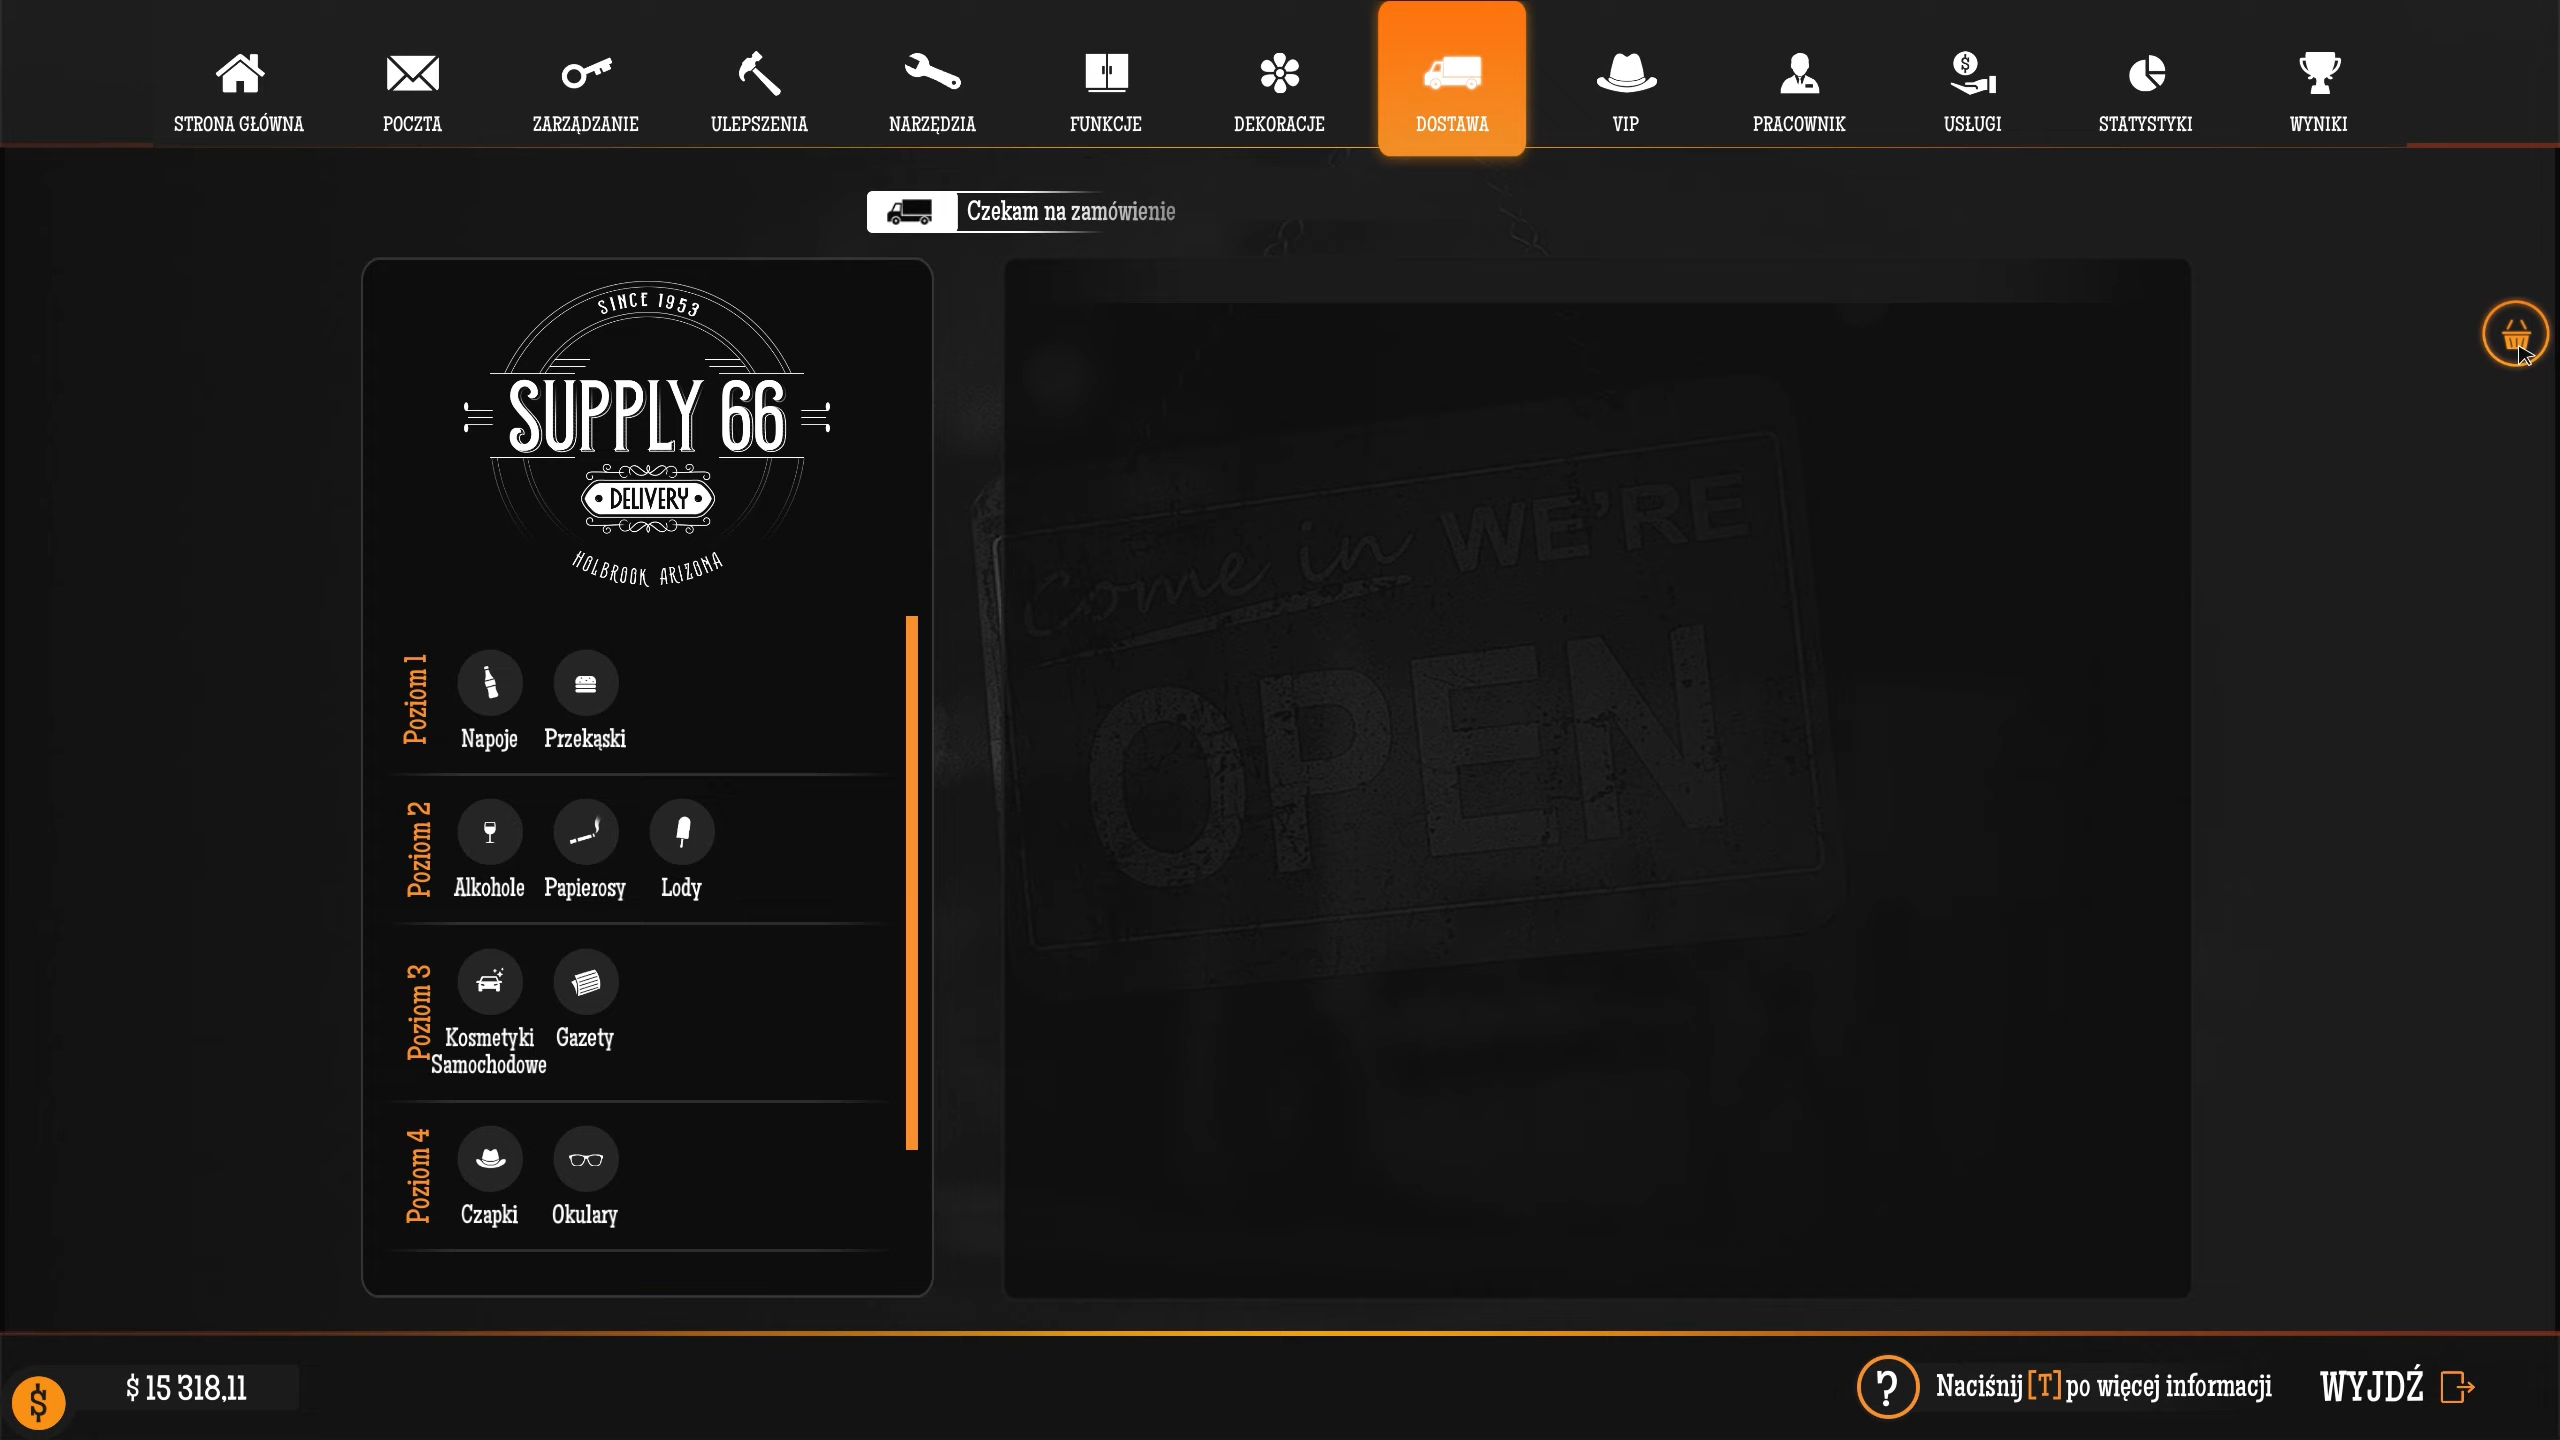 STRONA GŁÓWNA
POCZTA
ZARZĄDZANIE
ULEPSZENIA
NARZĘDZIA
FUNKCJE
DEKORACJE
DOSTAWA
VIP
PRACOWNIK
USŁUGI
STATYSTYKI
WYNIKI
Czekam na zamówienie
SINCE 1953
SUPPLY 66
DELIVERY
HOLBROOK ARIZONA
Poziom 1
Napoje
Przekąski
Poziom 2
Alkohole
Papierosy
Lody
Poziom 3
Kosmetyki
Samochodowe
Gazety
Poziom 4
Czapki
Okulary
Come in WE'RE
OPEN
$ 15 318,11
Naciśnij [T] po więcej informacji
WYJDŹ